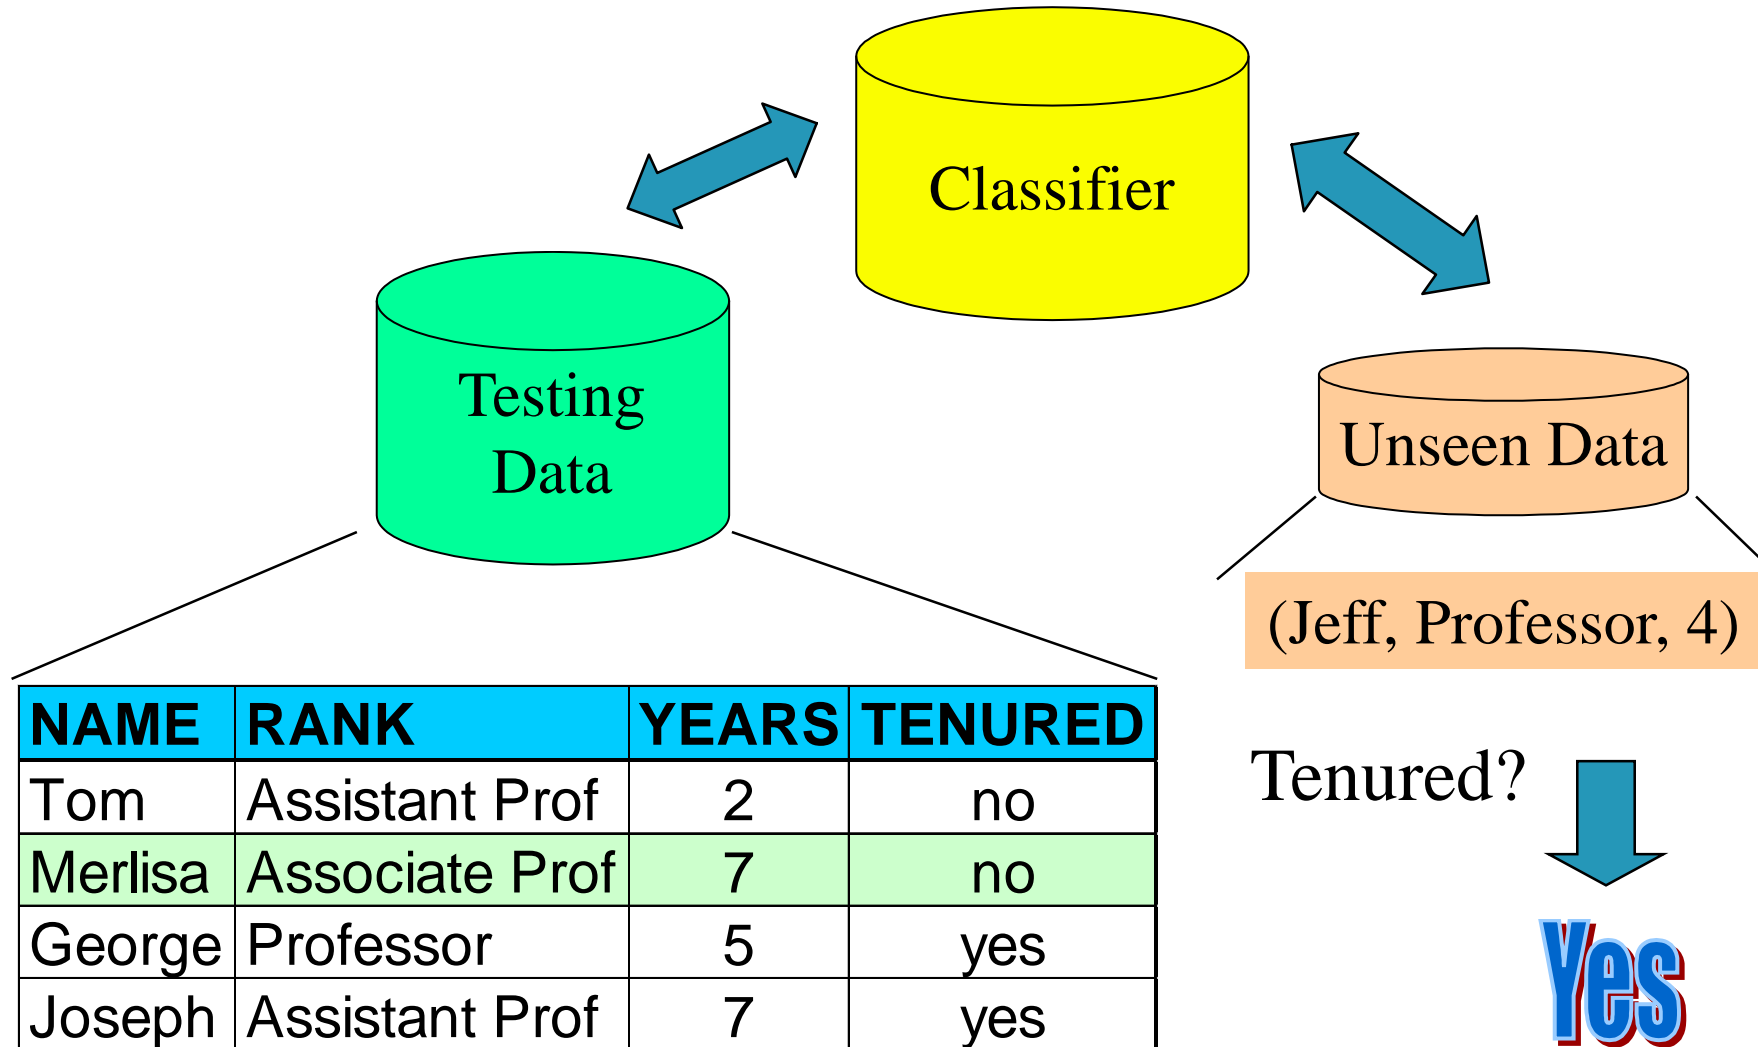 Classifier
Testing
Data
Unseen Data
(Jeff, Professor, 4)
NAME RANK YEARS TENURED
Tom Assistant Prof 2 no
Merlisa Associate Prof 7 no
George Professor 5 yes
Joseph Assistant Prof 7 yes
Tenured?
Yes